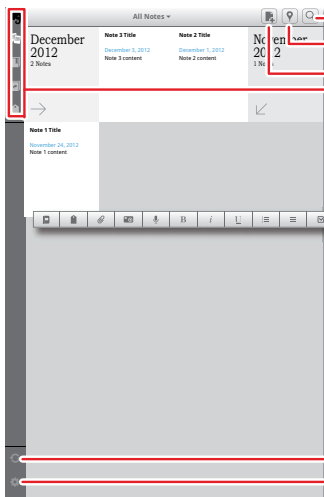 All Notes
December
2012
2 Notes
Note 3 Title
December 3, 2012
Note 3 content
Note 2 Title
December 1, 2012
Note 2 content
November
2012
Note 1 Title
November 24, 2012
Note 1 content
B i U